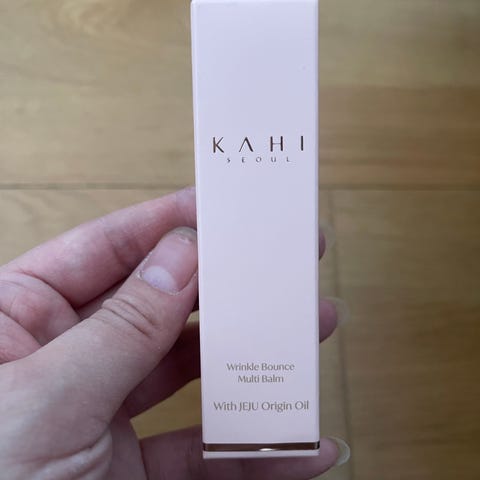 KAHI
SEOUL
Wrinkle Bounce
Multi Balm
With JEJU Origin Oil